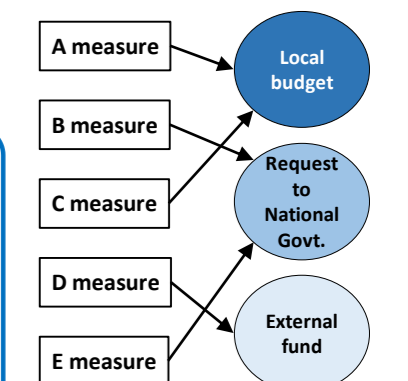 A measure
B measure
C measure
D measure
E measure
Local
budget
Request
to
National
Govt.
External
fund